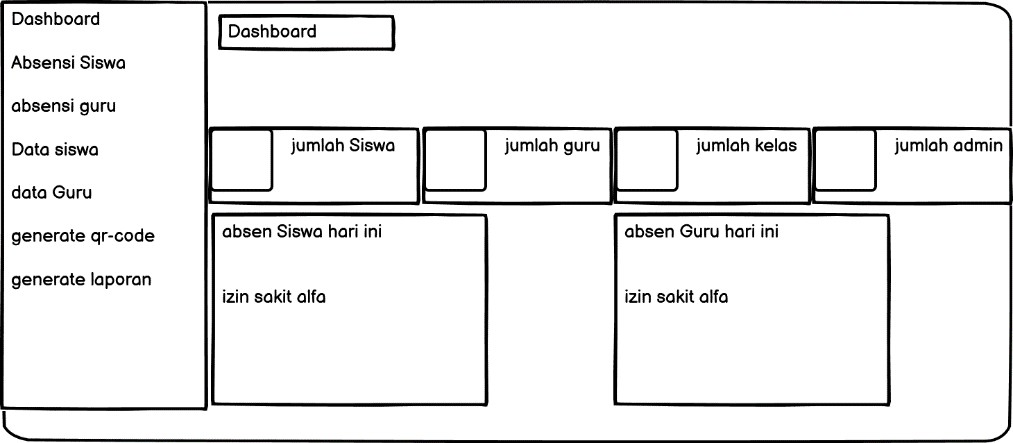 Dashboard
Absensi Siswa
absensi guru
Data siswa
data Guru
generate qr-code
generate laporan
Dashboard
jumlah Siswa
jumlah guru
jumlah kelas
jumlah admin
absen Siswa hari ini
izin sakit alfa
absen Guru hari ini
izin sakit alfa